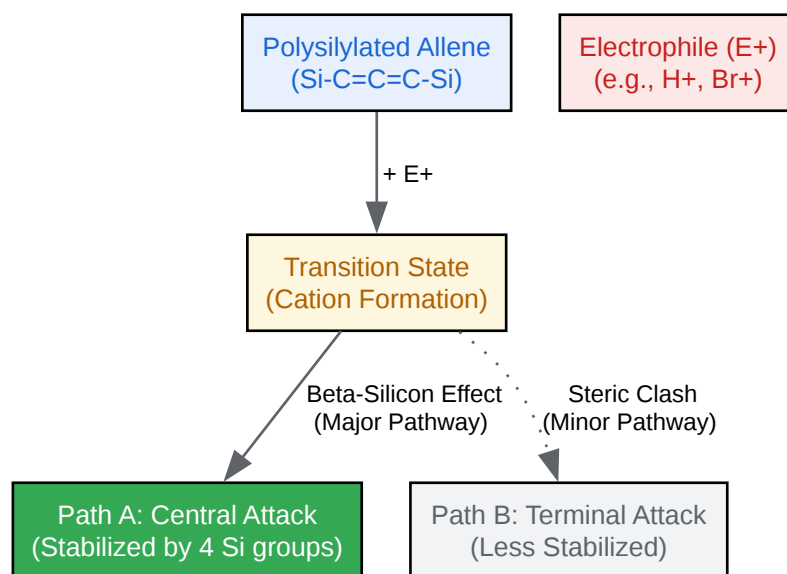 Polysilylated Allene
(Si-C=C=C-Si)
Electrophile (E+)
(e.g., H+, Br+)
+ E+
Transition State
(Cation Formation)
Beta-Silicon Effect
(Major Pathway)
Steric Clash
(Minor Pathway)
Path A: Central Attack
(Stabilized by 4 Si groups)
Path B: Terminal Attack
(Less Stabilized)